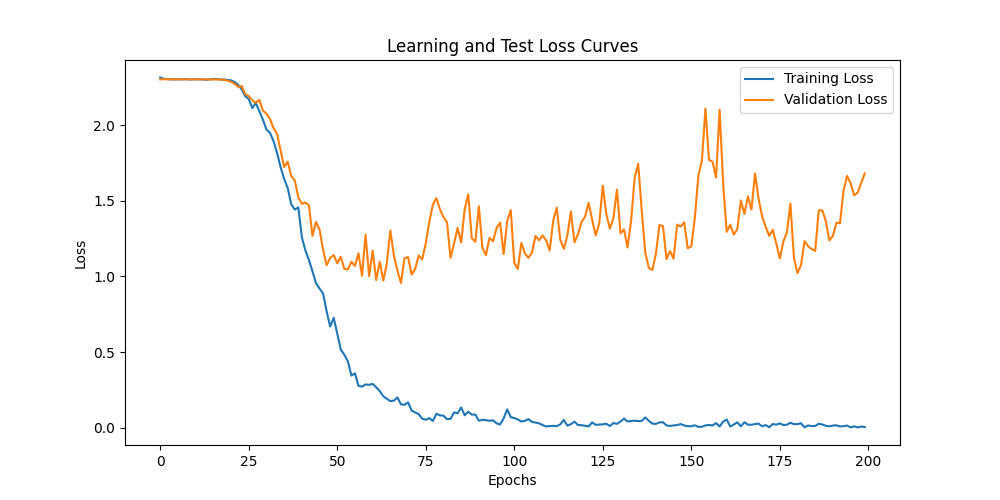 Learning and Test Loss Curves
Training Loss
Validation Loss
Loss
2.0
1.5
1.0
0.5
0.0
0 25 50 75 100 125 150 175 200
Epochs